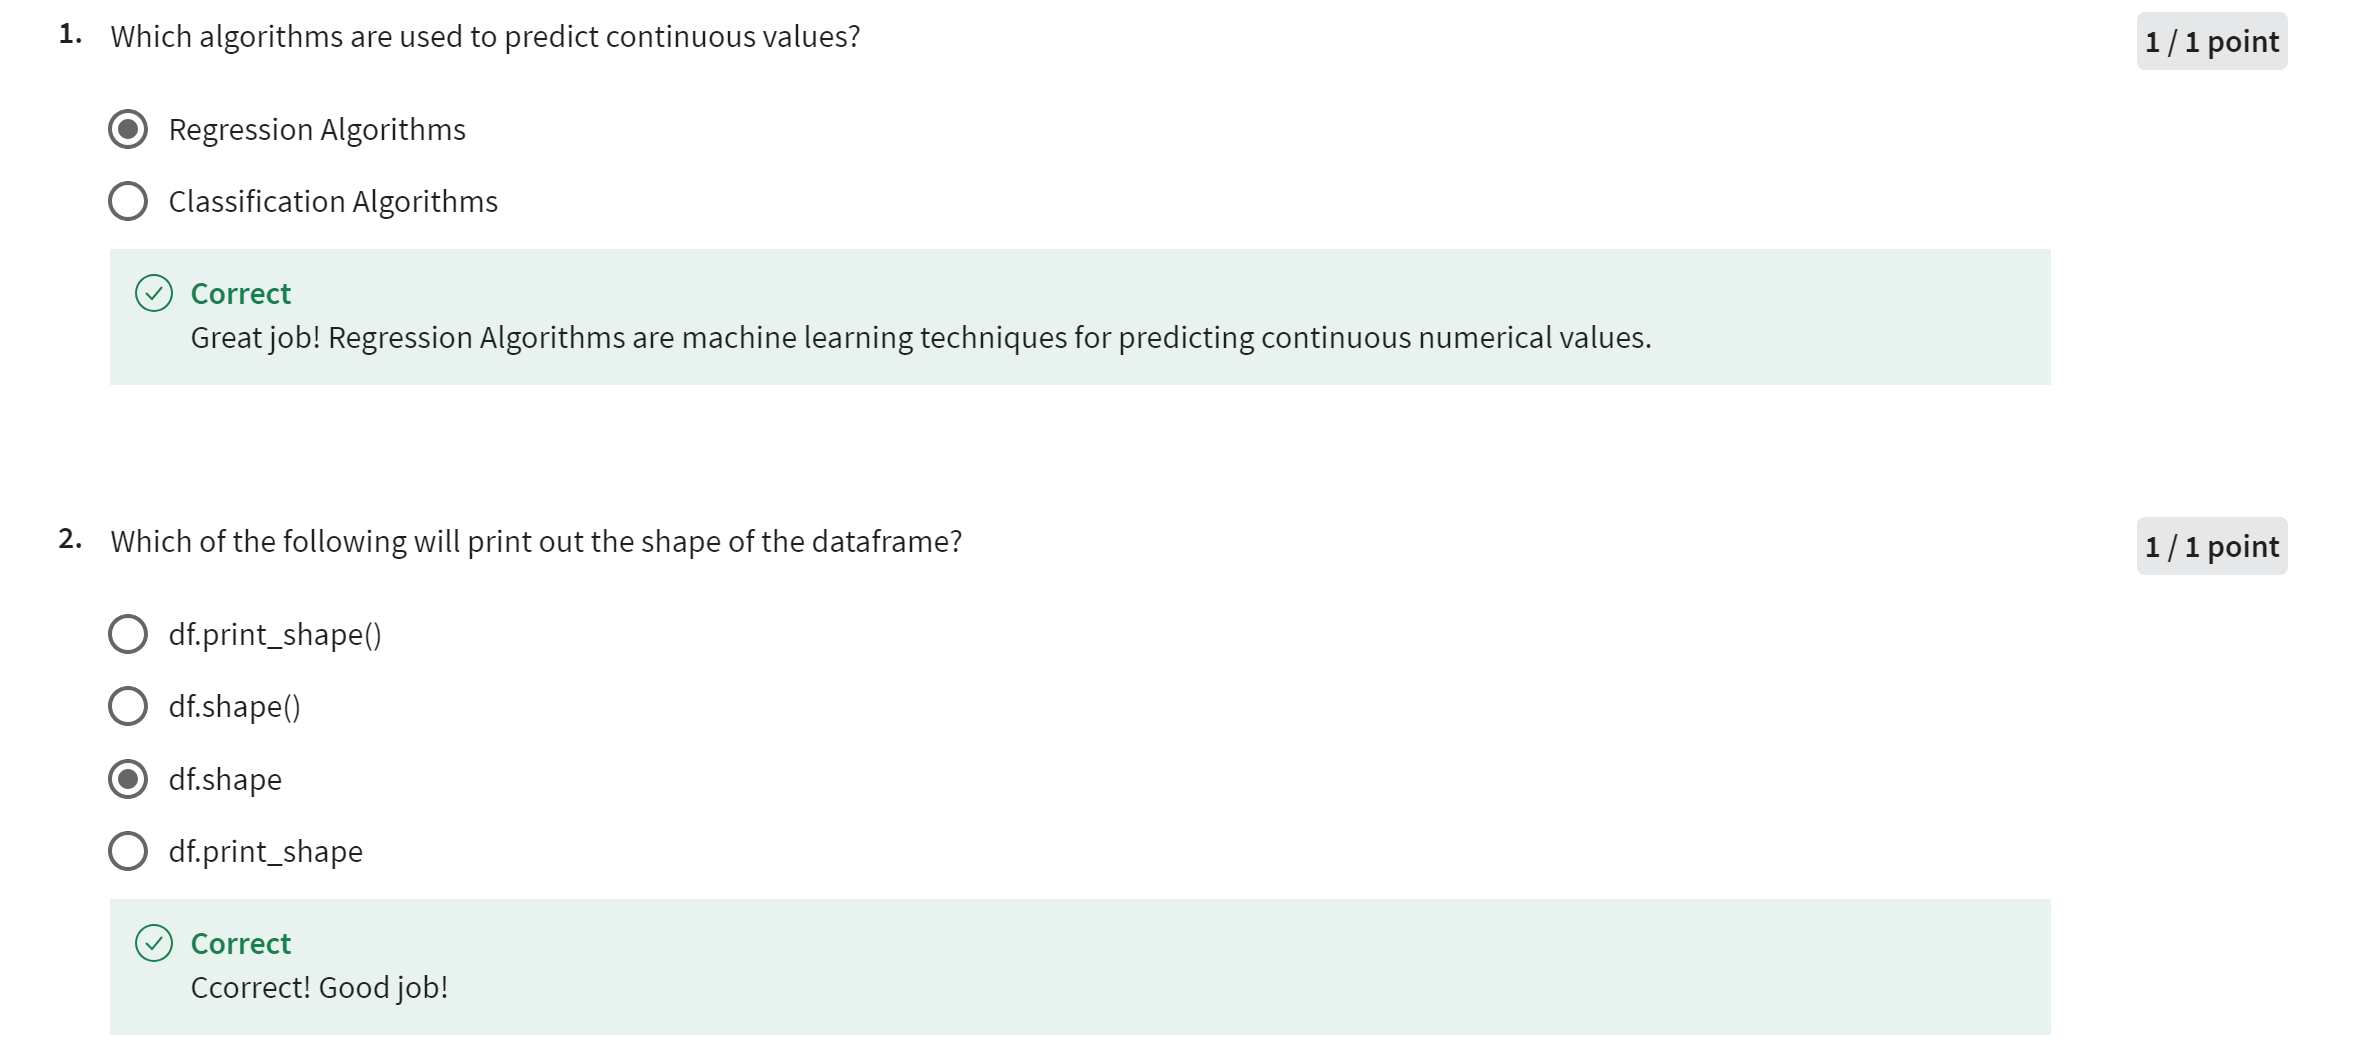 1. Which algorithms are used to predict continuous values?
1 / 1 point
Regression Algorithms
Classification Algorithms
Correct
Great job! Regression Algorithms are machine learning techniques for predicting continuous numerical values.
2. Which of the following will print out the shape of the dataframe?
1 / 1 point
df.print_shape()
df.shape()
df.shape
df.print_shape
Correct
Ccorrect! Good job!